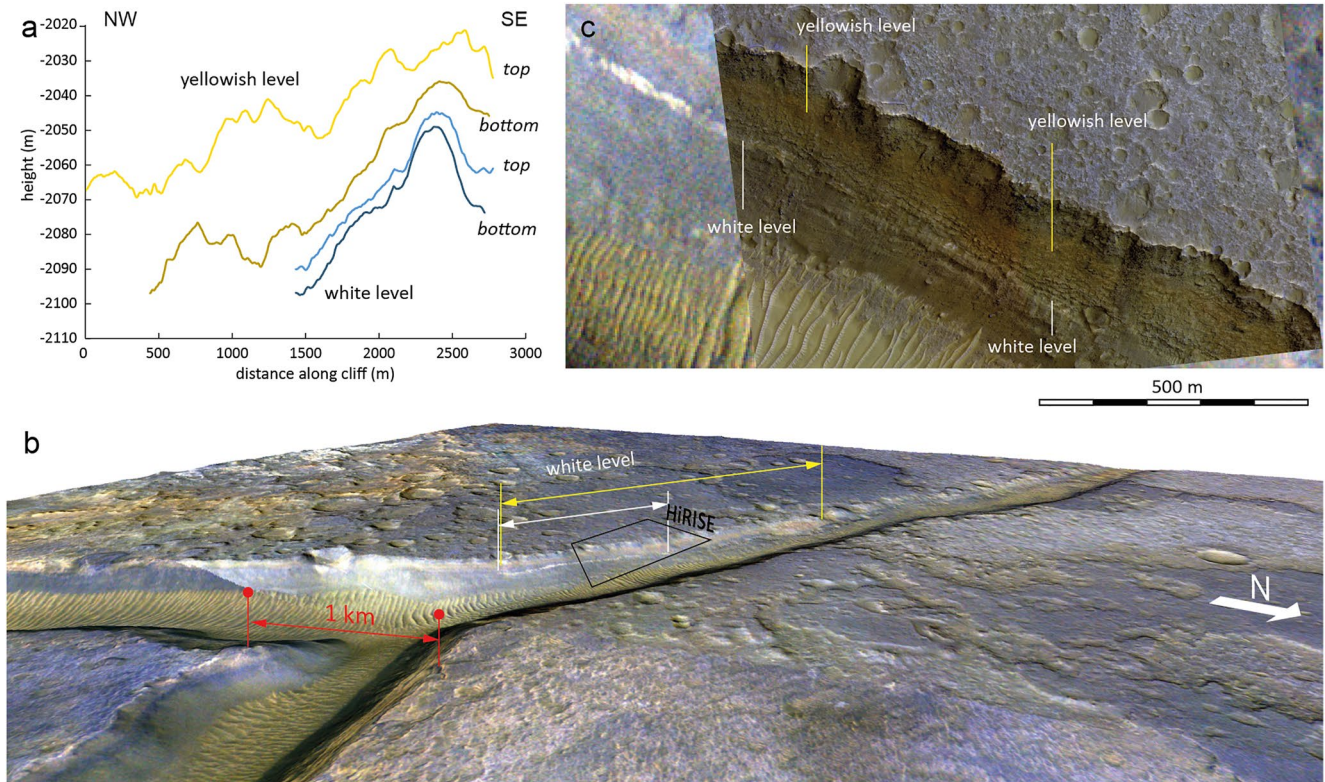 a
NW
SE
-2020
-2030
-2040
-2050
-2060
-2070
-2080
-2090
-2100
-2110
height (m)
yellowish level
top
bottom
top
bottom
white level
0
500
1000
1500
2000
2500
3000
distance along cliff (m)
c
yellowish level
yellowish level
white level
white level
500 m
b
white level
HiRISE
1 km
N